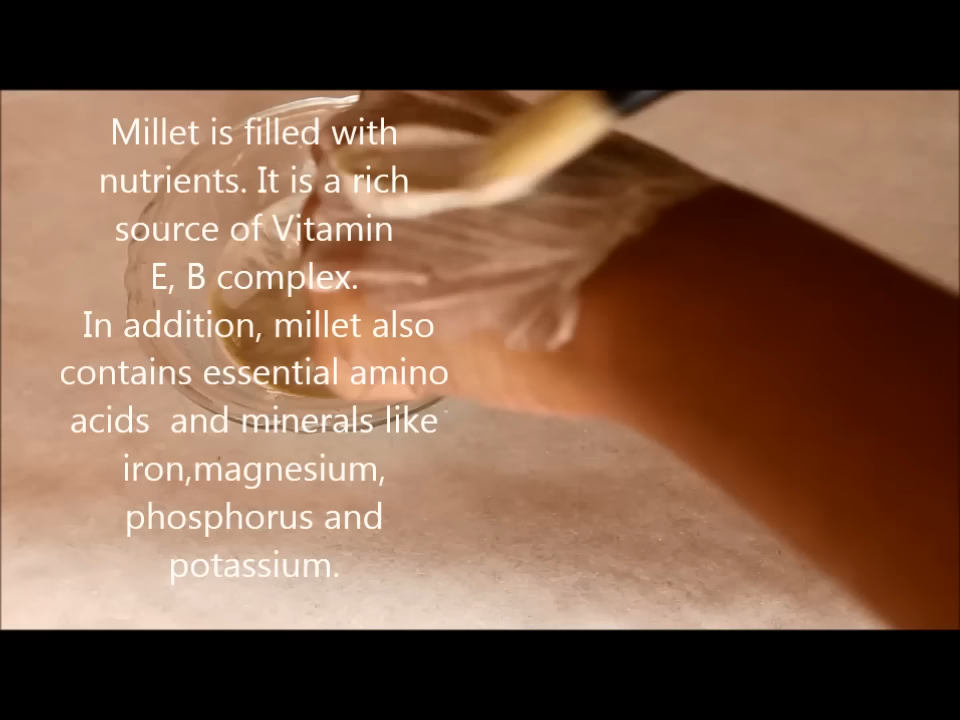 Millet is filled with
nutrients. It is a rich
source of Vitamin
E, B complex.
In addition, millet also
contains essential amino
acids  and minerals like
iron,magnesium,
phosphorus and
potassium.